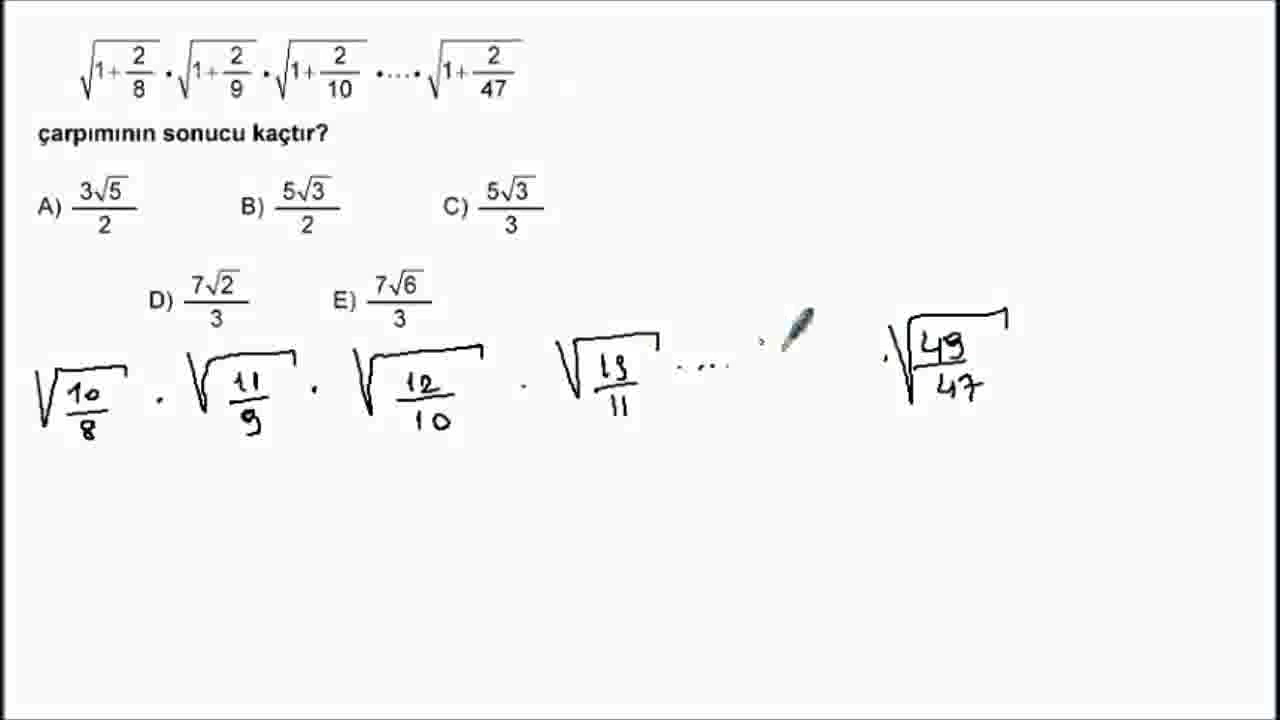 √(1+2/8) · √(1+2/9) · √(1+2/10) · ... · √(1+2/47)
çarpımının sonucu kaçtır?
A) 3√5/2 B) 5√3/2 C) 5√3/3
D) 7√2/3 E) 7√6/3
√(10/8) · √(11/9) · √(12/10) · √(13/11) ..... · √(49/47)